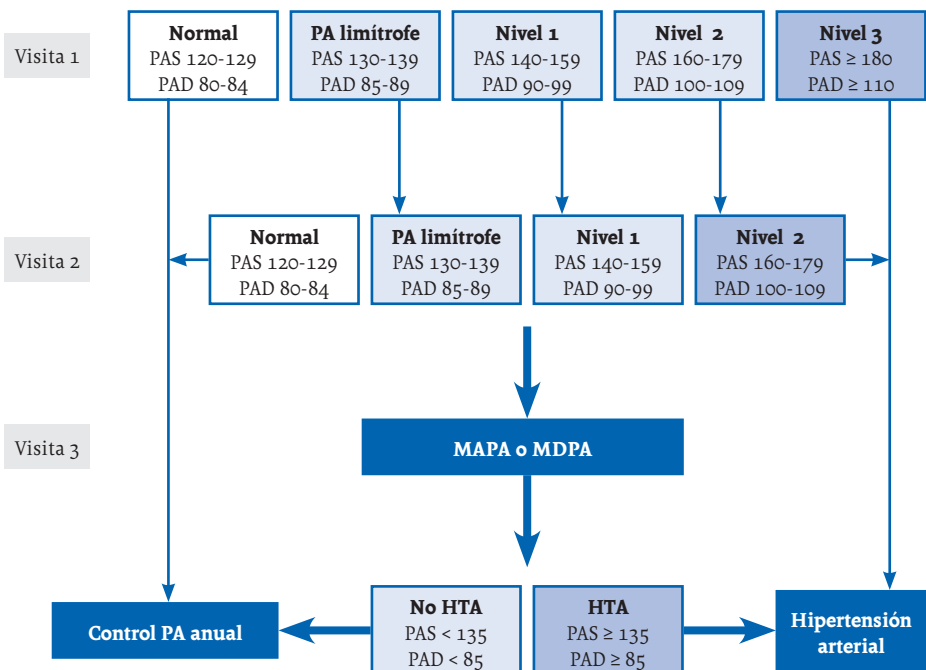 Visita 1
Normal
PAS 120-129
PAD 80-84
PA limítrofe
PAS 130-139
PAD 85-89
Nivel 1
PAS 140-159
PAD 90-99
Nivel 2
PAS 160-179
PAD 100-109
Nivel 3
PAS ≥ 180
PAD ≥ 110
Visita 2
Normal
PAS 120-129
PAD 80-84
PA limítrofe
PAS 130-139
PAD 85-89
Nivel 1
PAS 140-159
PAD 90-99
Nivel 2
PAS 160-179
PAD 100-109
Visita 3
MAPA o MDPA
Control PA anual
No HTA
PAS < 135
PAD < 85
HTA
PAS ≥ 135
PAD ≥ 85
Hipertensión
arterial